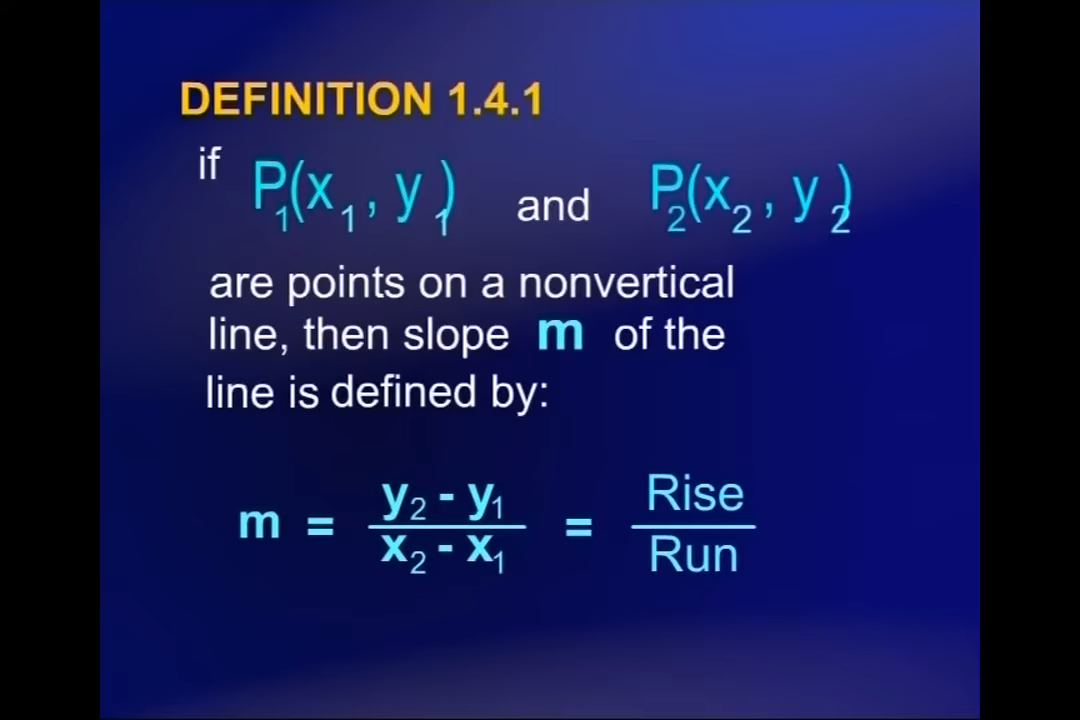 DEFINITION 1.4.1
if P₁(x₁, y₁) and P₂(x₂, y₂)
are points on a nonvertical
line, then slope m of the
line is defined by:
m = y₂ - y₁ / x₂ - x₁ = Rise / Run